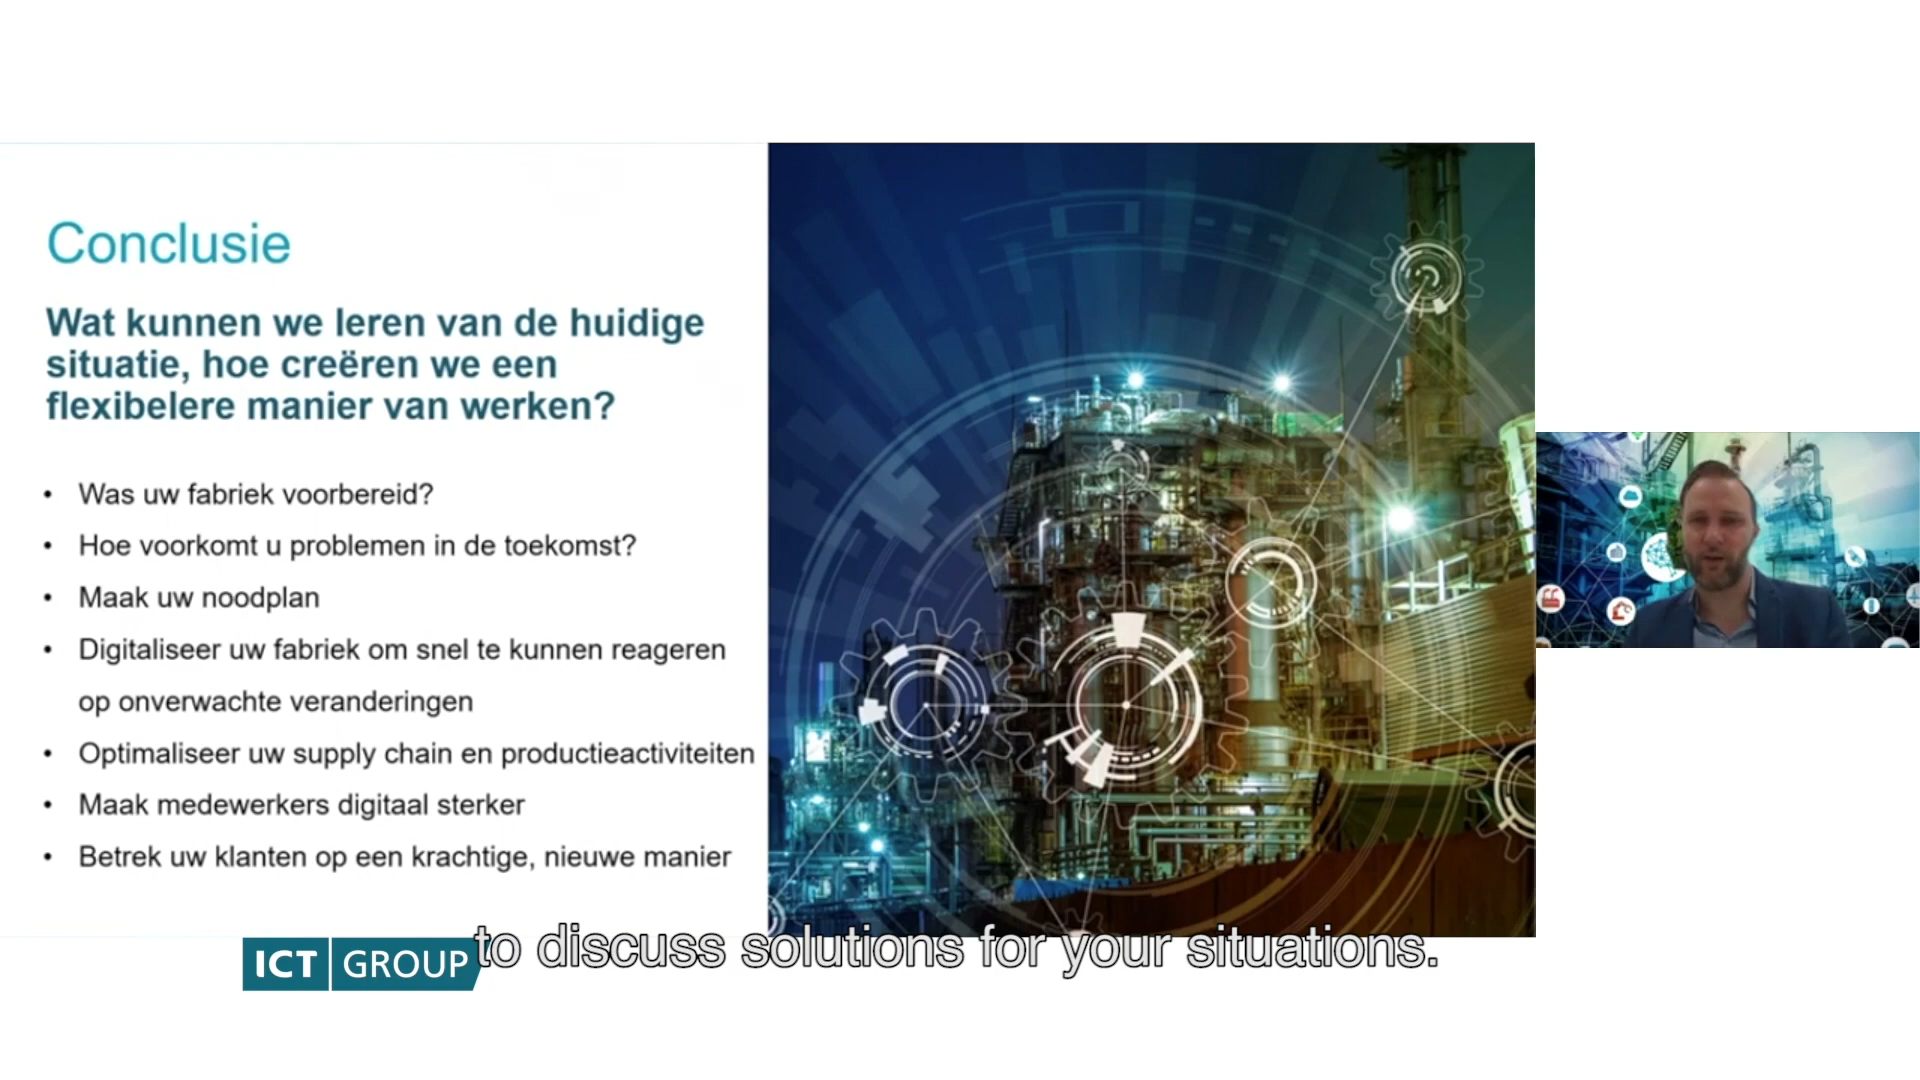 Conclusie
Wat kunnen we leren van de huidige
situatie, hoe creëren we een
flexibelere manier van werken?
• Was uw fabriek voorbereid?
• Hoe voorkomt u problemen in de toekomst?
• Maak uw noodplan
• Digitaliseer uw fabriek om snel te kunnen reageren
op onverwachte veranderingen
• Optimaliseer uw supply chain en productieactiviteiten
• Maak medewerkers digitaal sterker
• Betrek uw klanten op een krachtige, nieuwe manier
to discuss solutions for your situations.
ICT GROUP